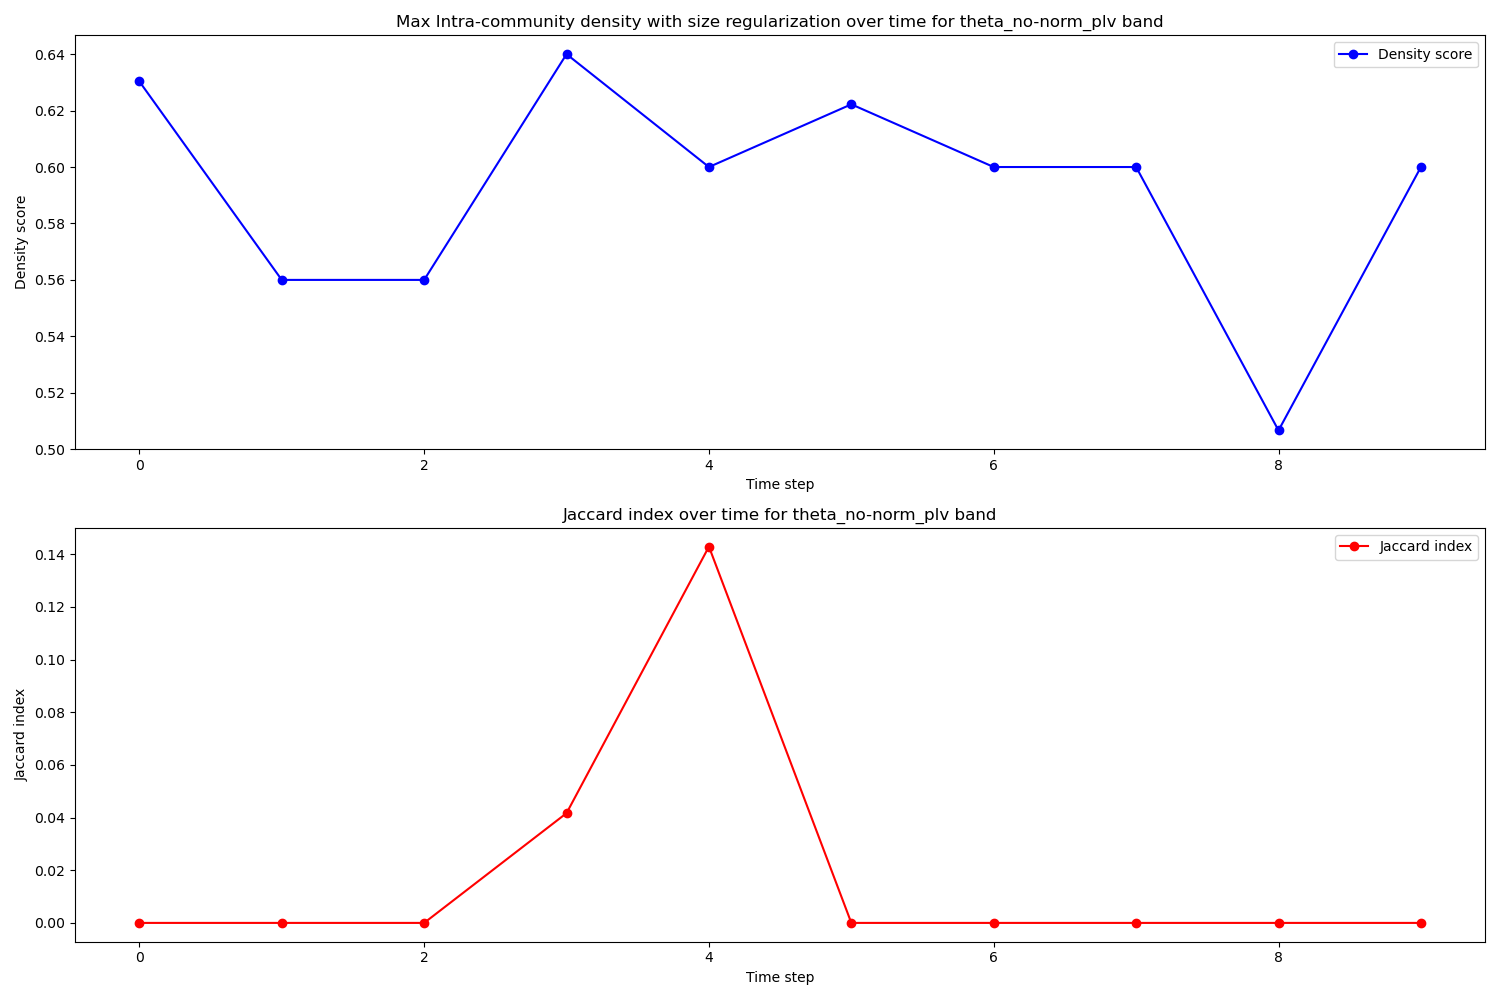 Max Intra-community density with size regularization over time for theta_no-norm_plv band
Density score
0.64
0.62
0.60
0.58
0.56
0.54
0.52
0.50
Density score
0 2 4 6 8
Time step
Jaccard index over time for theta_no-norm_plv band
Jaccard index
0.14
0.12
0.10
0.08
0.06
0.04
0.02
0.00
Jaccard index
0 2 4 6 8
Time step